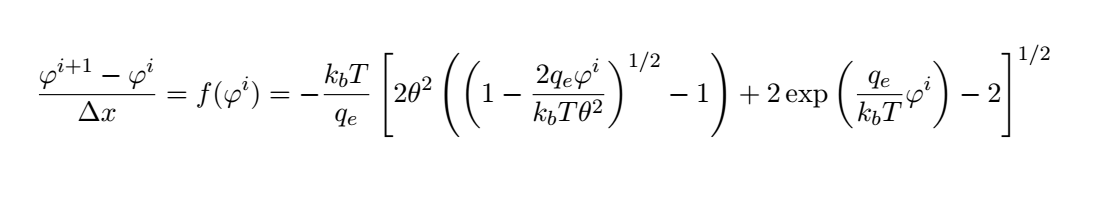 \frac{\varphi^{i+1} - \varphi^{i}}{\Delta x} = f(\varphi^{i}) = -\frac{k_b T}{q_e} \left[ 2\theta^2 \left( \left( 1 - \frac{2 q_e \varphi^{i}}{k_b T \theta^2} \right)^{1/2} - 1 \right) + 2 \exp \left( \frac{q_e}{k_b T} \varphi^{i} \right) - 2 \right]^{1/2}